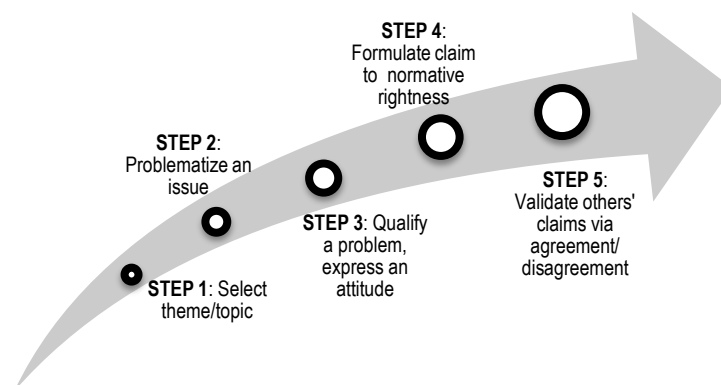 STEP 1: Select
theme/topic
STEP 2:
Problematize an
issue
STEP 3: Qualify
a problem,
express an
attitude
STEP 4:
Formulate claim
to normative
rightness
STEP 5:
Validate others'
claims via
agreement/
disagreement